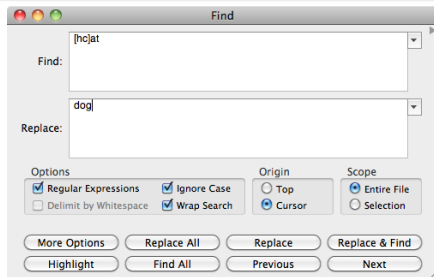 Find
Find: [hc]at
Replace: dog
Options Origin Scope
Regular Expressions Ignore Case Top Entire File
Delimit by Whitespace Wrap Search Cursor Selection
More Options Replace All Replace Replace & Find
Highlight Find All Previous Next